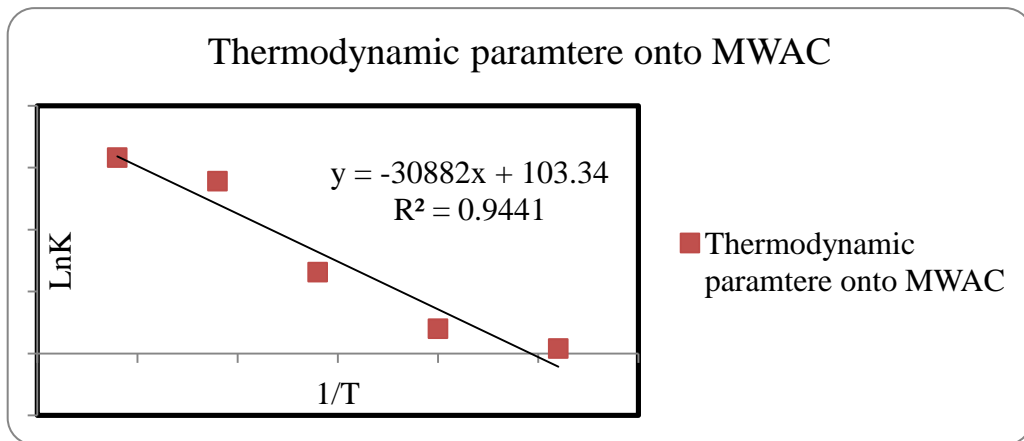 Thermodynamic paramtere onto MWAC
y = -30882x + 103.34
R² = 0.9441
LnK
1/T
Thermodynamic
paramtere onto MWAC